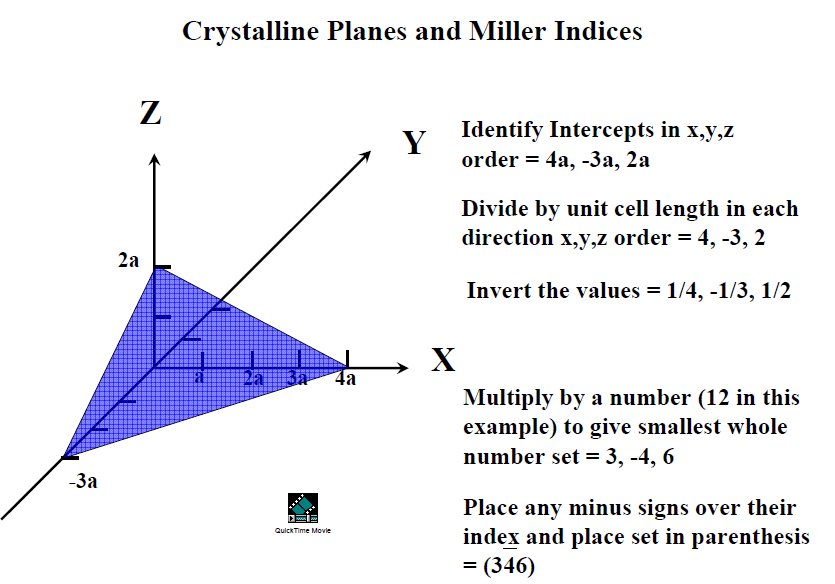 Crystalline Planes and Miller Indices
Z
Y
Identify Intercepts in x,y,z
order = 4a, -3a, 2a
Divide by unit cell length in each
direction x,y,z order = 4, -3, 2
2a
Invert the values = 1/4, -1/3, 1/2
X
a 2a 3a 4a
Multiply by a number (12 in this
example) to give smallest whole
number set = 3, -4, 6
-3a
Place any minus signs over their
index and place set in parenthesis
= (34̅6)
QuickTime Movie